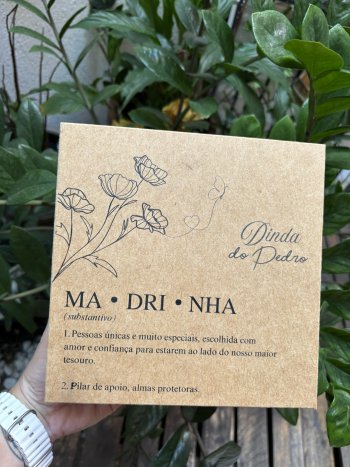 Dinda
do Pedro
MA • DRI • NHA
(substantivo)
1. Pessoas únicas e muito especiais, escolhida com
amor e confiança para estarem ao lado do nosso maior
tesouro.
2. Pilar de apoio, almas protetoras.